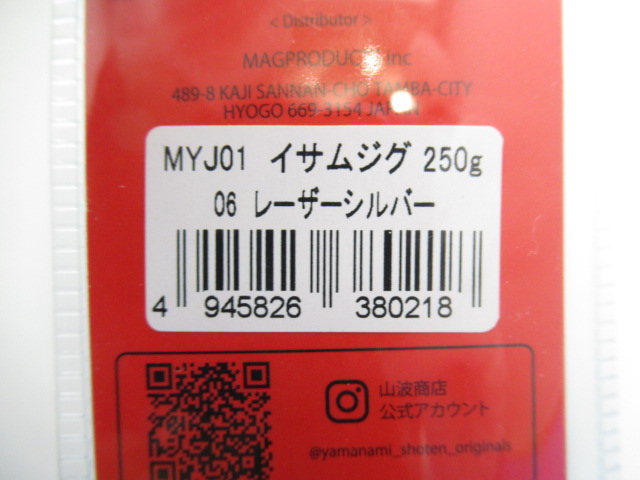 < Distributor >
MAGPRODUCTS Inc
489-8 KAJI SANNAN-CHO TAMBA-CITY
HYOGO 669-3154 JAPAN
MYJ01 イサムジグ 250g
06 レーザーシルバー
4 945826 380218
山波商店
公式アカウント
@yamanami_shoten_originals